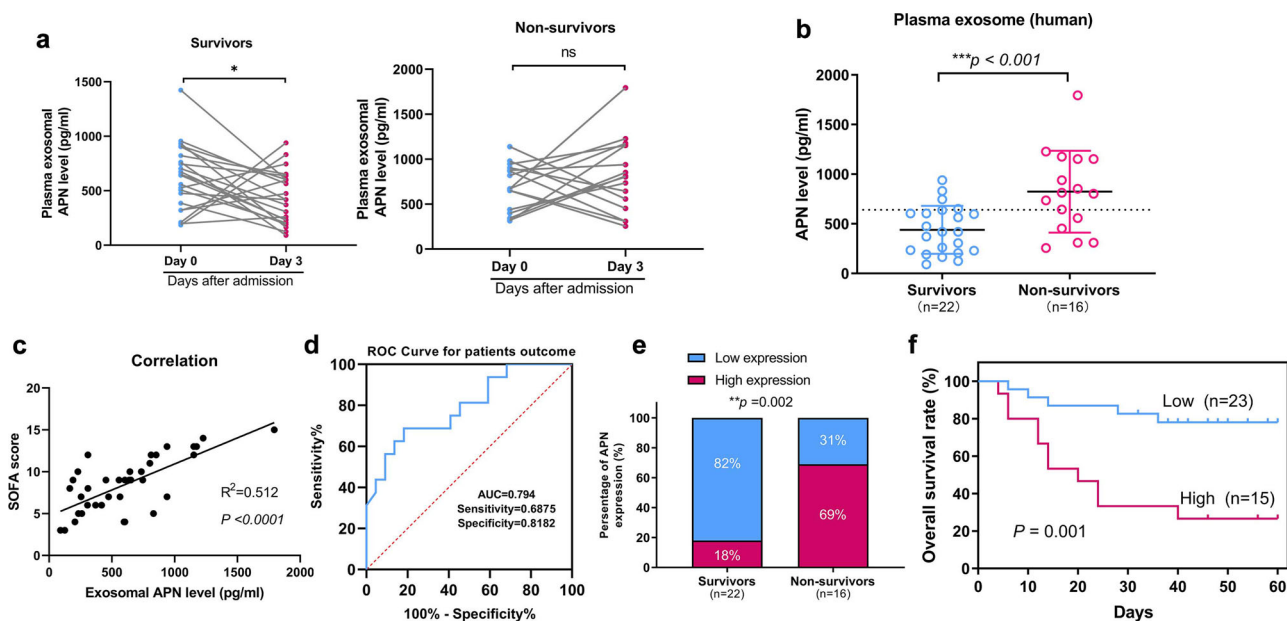 a
Survivors
*
Plasma exosomal
APN level (pg/ml)
1500
1000
500
0
Day 0
Day 3
Days after admission
Non-survivors
ns
Plasma exosomal
APN level (pg/ml)
2000
1500
1000
500
0
Day 0
Day 3
Days after admission
b
Plasma exosome (human)
***p < 0.001
APN level (pg/ml)
2000
1500
1000
500
0
Survivors
(n=22)
Non-survivors
(n=16)
c
Correlation
SOFA score
20
15
10
5
0
R²=0.512
P <0.0001
0
500
1000
1500
2000
Exosomal APN level (pg/ml)
d
ROC Curve for patients outcome
Sensitivity%
100
80
60
40
20
0
AUC=0.794
Sensitivity=0.6875
Specificity=0.8182
0
20
40
60
80
100
100% - Specificity%
e
Low expression
High expression
**p =0.002
Percentage of APN
expression (%)
100
80
60
40
20
0
82%
18%
31%
69%
Survivors
(n=22)
Non-survivors
(n=16)
f
Overall survival rate (%)
100
80
60
40
20
0
Low (n=23)
High (n=15)
P = 0.001
0
10
20
30
40
50
60
Days